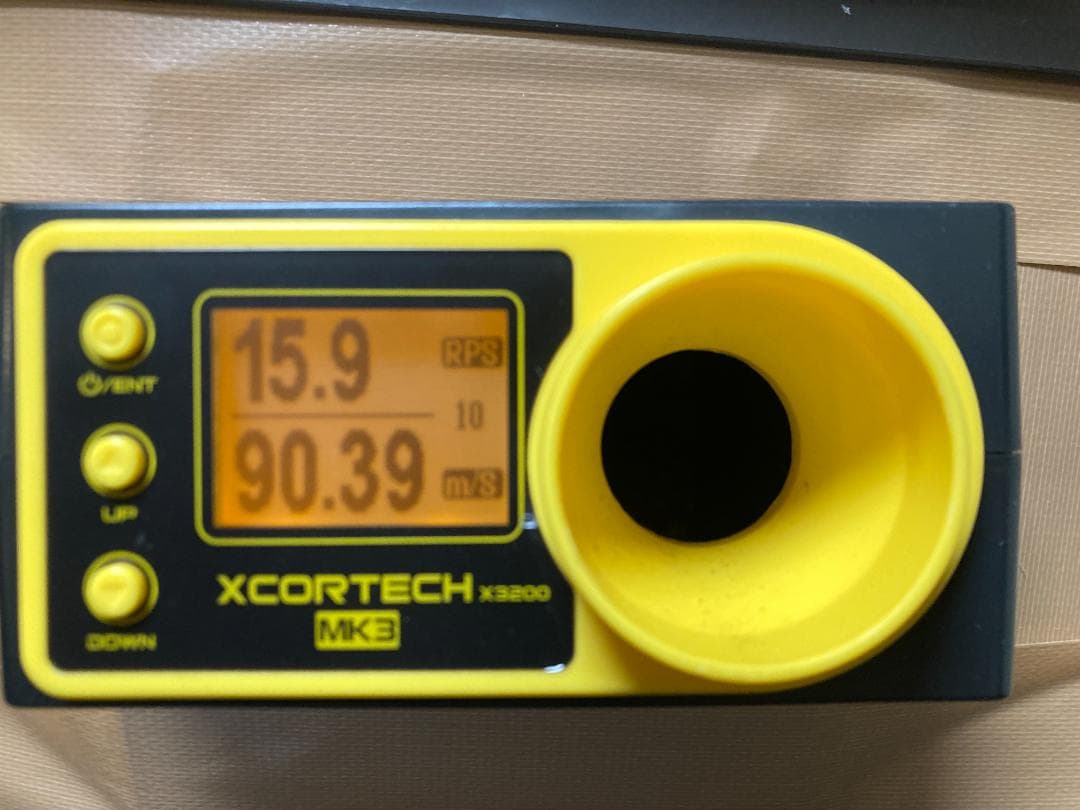 15.9 RPS
10
90.39 m/s
⏻/ENT
UP
DOWN
XCORTECH X3200
MK3